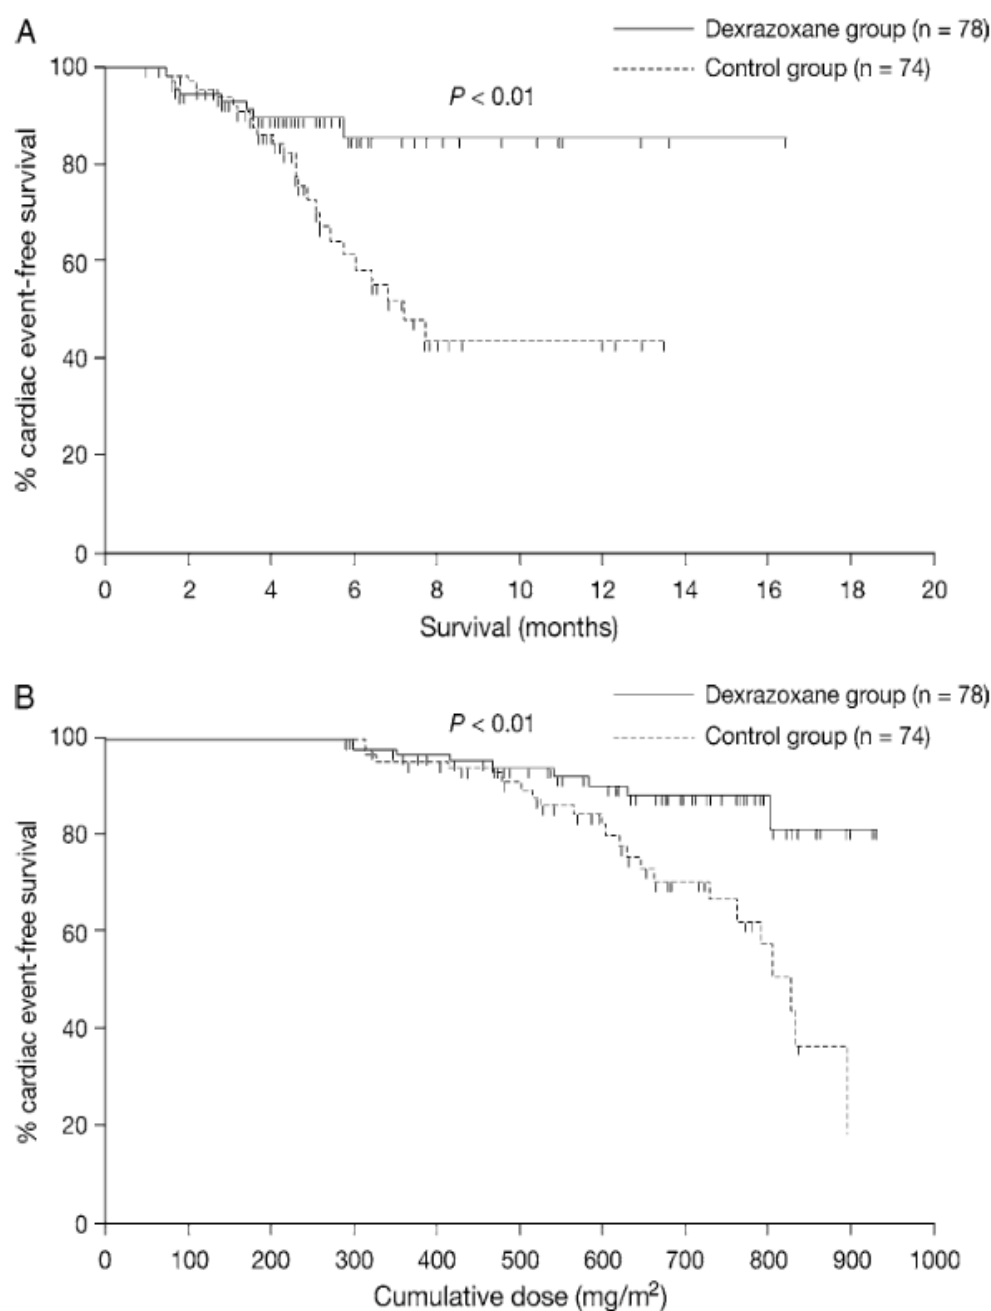 A
Dexrazoxane group (n = 78)
Control group (n = 74)
P < 0.01
% cardiac event-free survival
100
80
60
40
20
0
0 2 4 6 8 10 12 14 16 18 20
Survival (months)
B
Dexrazoxane group (n = 78)
Control group (n = 74)
P < 0.01
% cardiac event-free survival
100
80
60
40
20
0
0 100 200 300 400 500 600 700 800 900 1000
Cumulative dose (mg/m²)